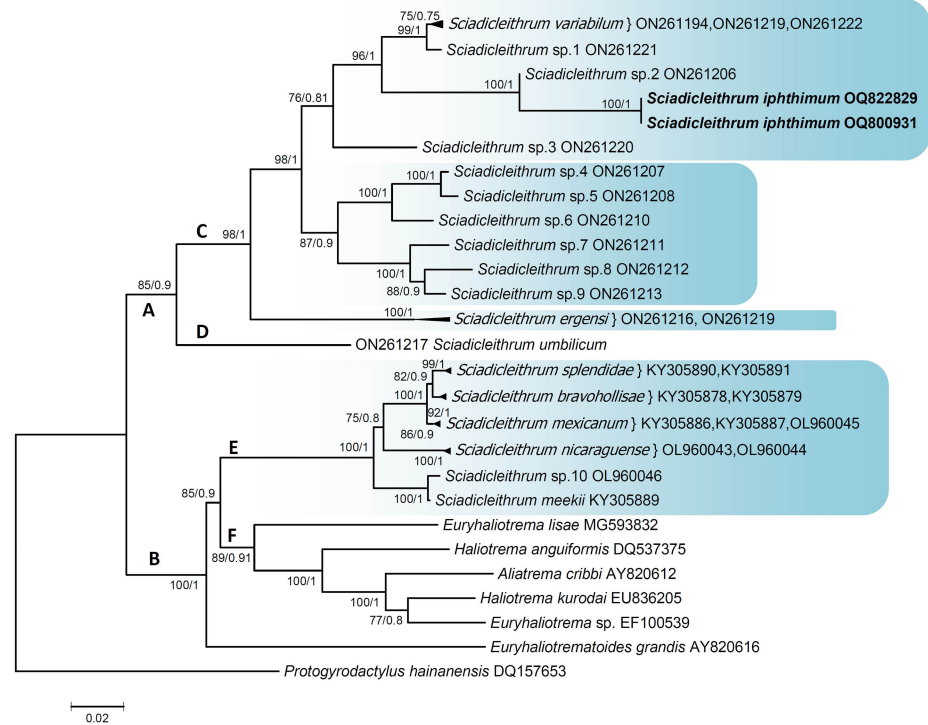 75/0.75
Sciadicleithrum variabilum } ON261194,ON261219,ON261222
99/1
Sciadicleithrum sp.1 ON261221
96/1
Sciadicleithrum sp.2 ON261206
100/1
76/0.81
Sciadicleithrum iphthimum OQ822829
100/1
Sciadicleithrum iphthimum OQ800931
Sciadicleithrum sp.3 ON261220
98/1
Sciadicleithrum sp.4 ON261207
100/1
100/1
Sciadicleithrum sp.5 ON261208
Sciadicleithrum sp.6 ON261210
C
98/1
87/0.9
Sciadicleithrum sp.7 ON261211
100/1
Sciadicleithrum sp.8 ON261212
85/0.9
88/0.9
Sciadicleithrum sp.9 ON261213
A
100/1
Sciadicleithrum ergensi } ON261216, ON261219
D
ON261217 Sciadicleithrum umbilicum
99/1
Sciadicleithrum splendidae } KY305890,KY305891
82/0.9
100/1
Sciadicleithrum bravohollisae } KY305878,KY305879
92/1
75/0.8
Sciadicleithrum mexicanum } KY305886,KY305887,OL960045
86/0.9
E
100/1
Sciadicleithrum nicaraguense } OL960043,OL960044
100/1
Sciadicleithrum sp.10 OL960046
85/0.9
100/1
Sciadicleithrum meekii KY305889
Euryhaliotrema lisae MG593832
F
89/0.91
Haliotrema anguiformis DQ537375
B
100/1
100/1
Aliatrema cribbi AY820612
100/1
Haliotrema kurodai EU836205
77/0.8
Euryhaliotrema sp. EF100539
Euryhaliotrematoides grandis AY820616
Protogyrodactylus hainanensis DQ157653
0.02